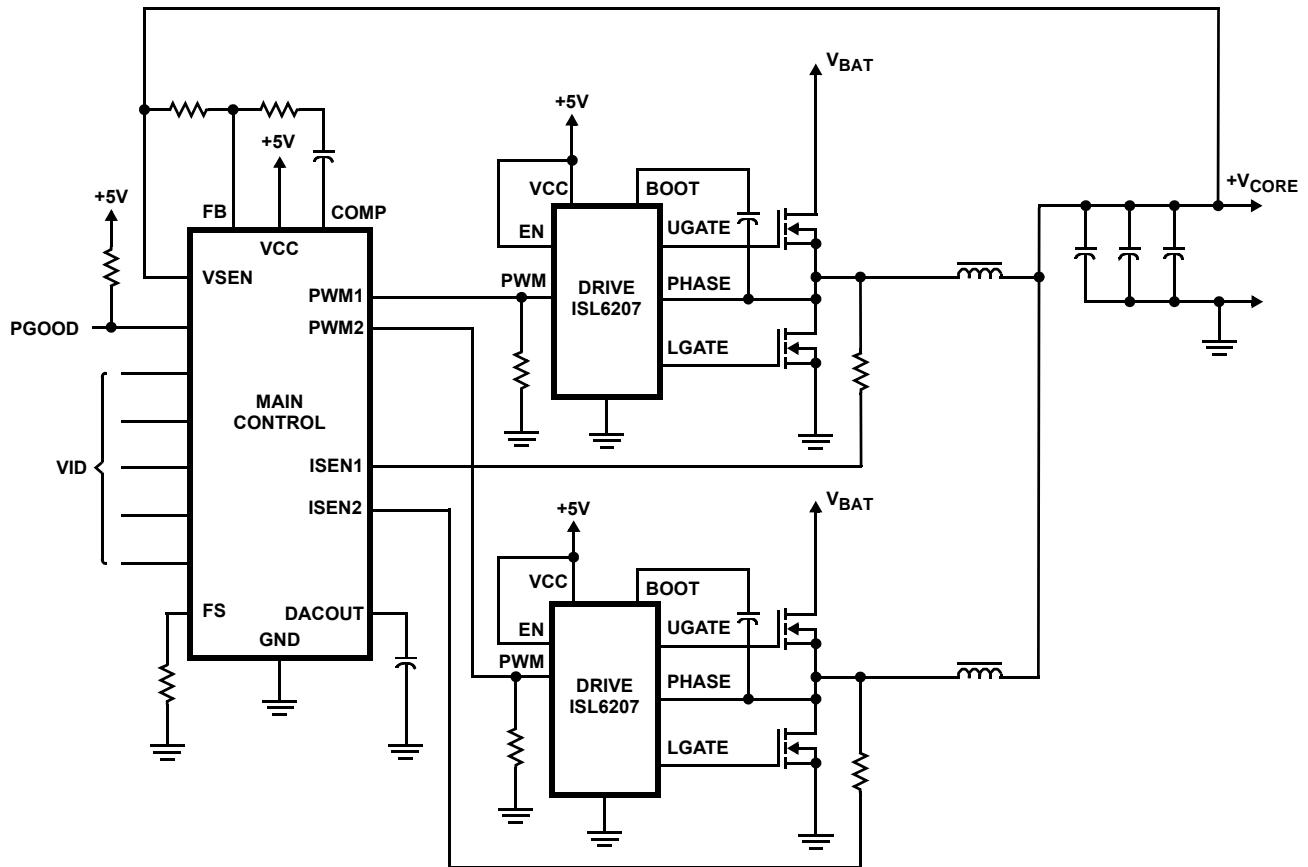 VBAT
+5V
+5V
+5V
VCC
BOOT
+VCORE
FB
COMP
VCC
EN
UGATE
VSEN
PWM
DRIVE
ISL6207
PHASE
PWM1
PGOOD
PWM2
LGATE
MAIN
CONTROL
VID
ISEN1
ISEN2
VBAT
+5V
VCC
BOOT
FS
DACOUT
EN
UGATE
GND
PWM
DRIVE
ISL6207
PHASE
LGATE